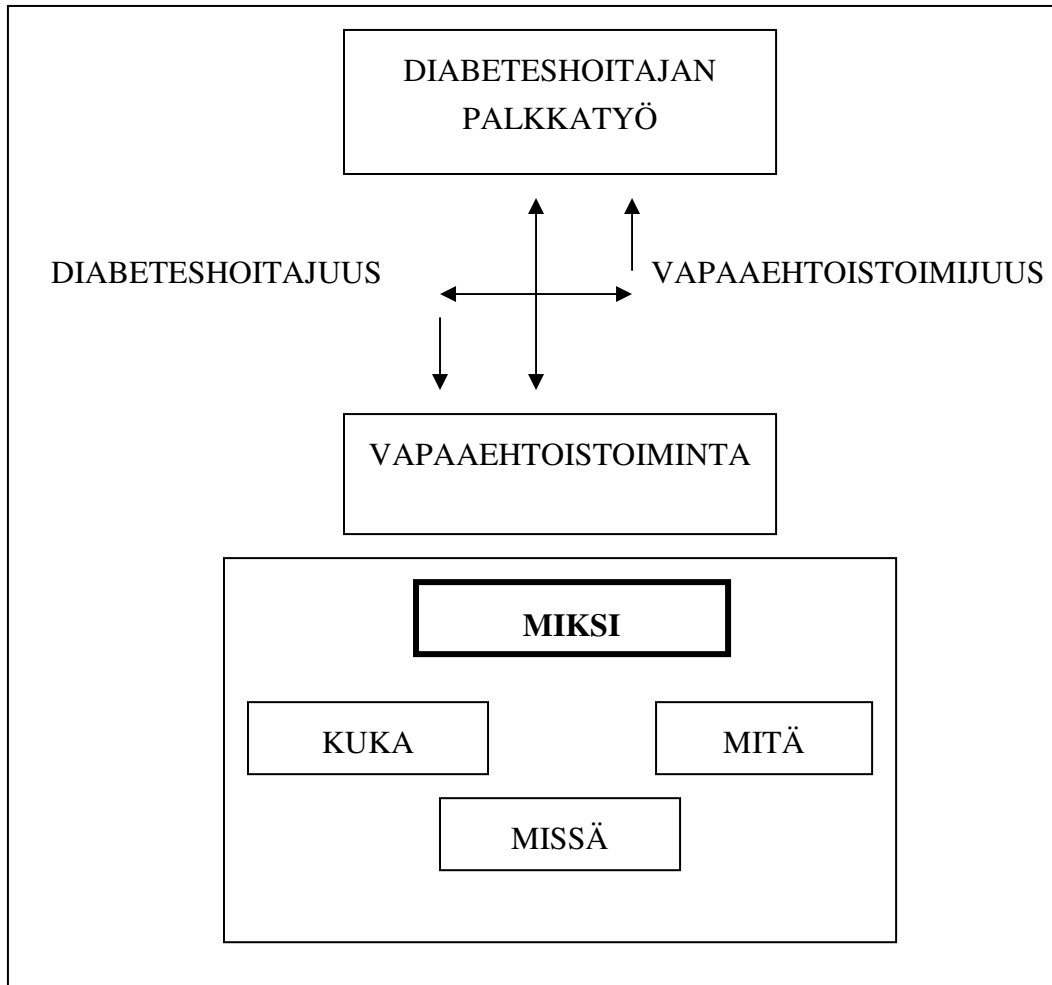 DIABETESHOITAJAN
PALKKATYÖ
DIABETESHOITAJUUS
VAPAAEHTOISTOIMIJUUS
VAPAAEHTOISTOIMINTA
MIKSI
KUKA
MITÄ
MISSÄ